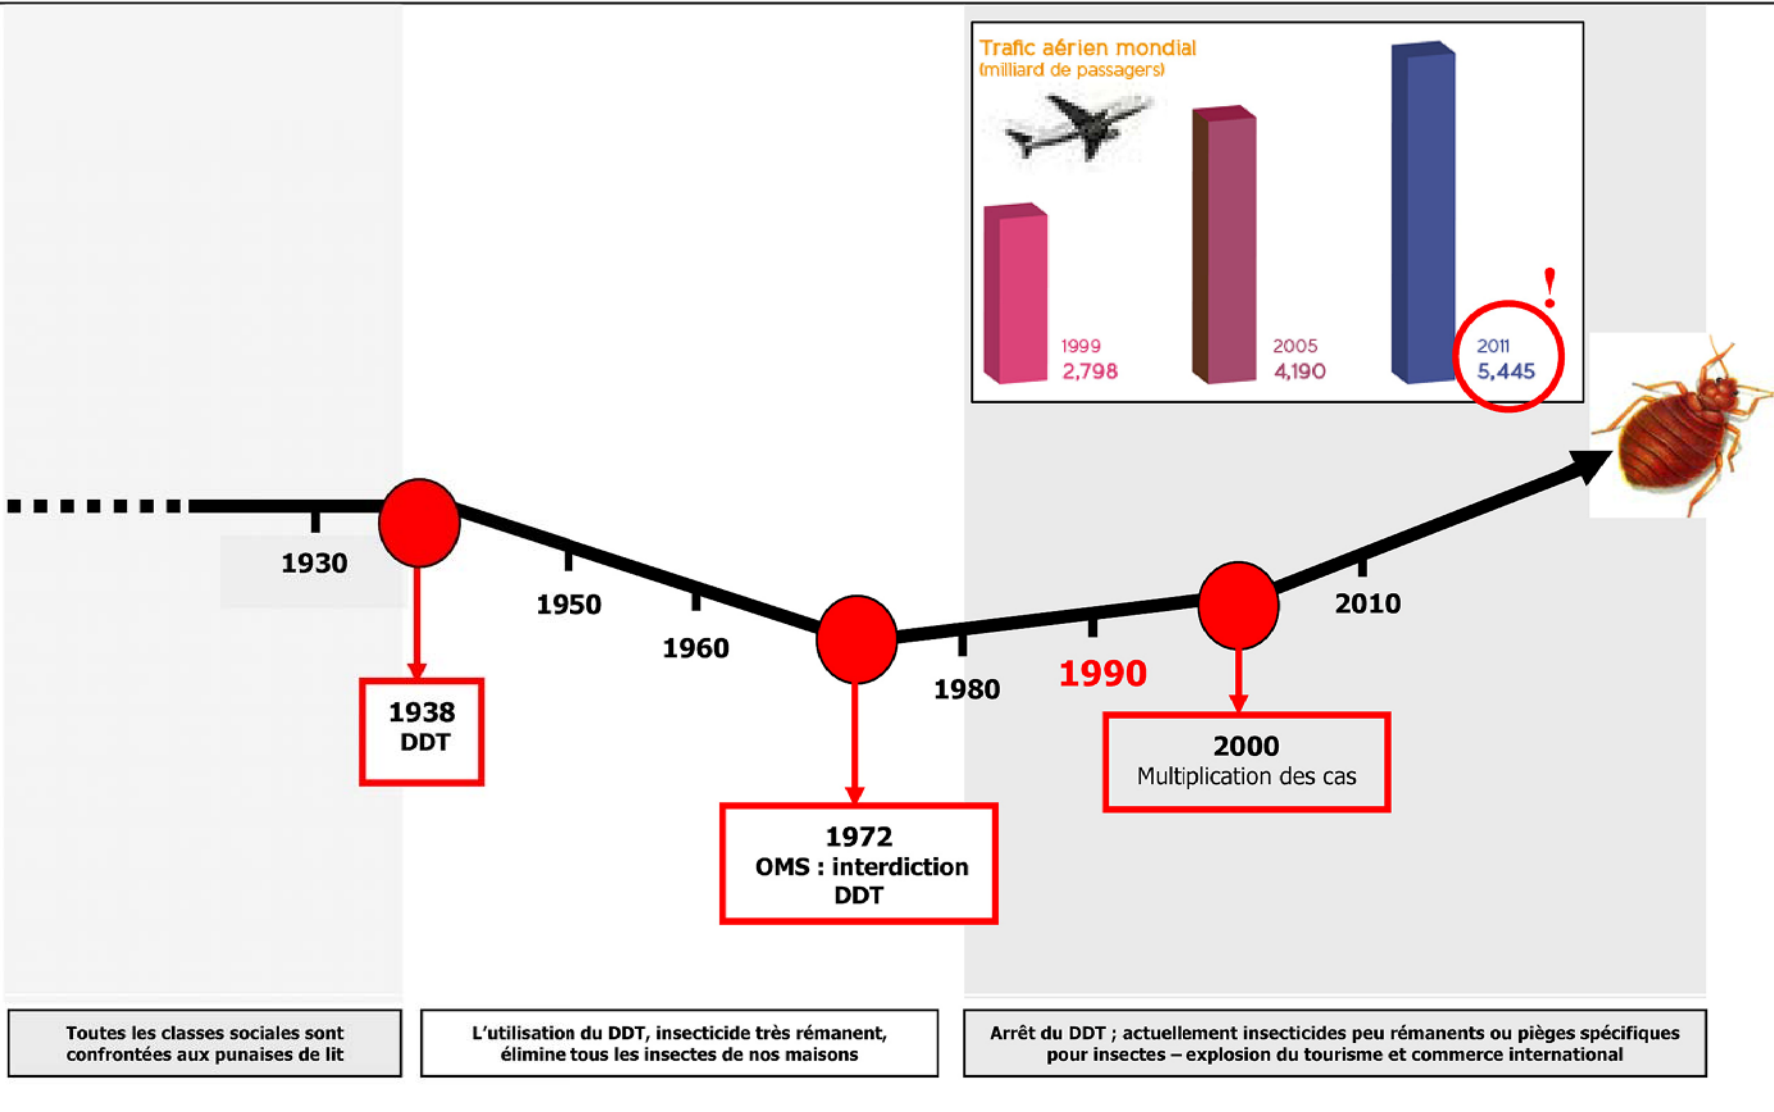 Trafic aérien mondial
(milliard de passagers)
1999
2,798
2005
4,190
2011
5,445
!
1930
1950
1960
1980
1990
2010
1938
DDT
1972
OMS : interdiction
DDT
2000
Multiplication des cas
Toutes les classes sociales sont
confrontées aux punaises de lit
L'utilisation du DDT, insecticide très rémanent,
élimine tous les insectes de nos maisons
Arrêt du DDT ; actuellement insecticides peu rémanents ou pièges spécifiques
pour insectes – explosion du tourisme et commerce international